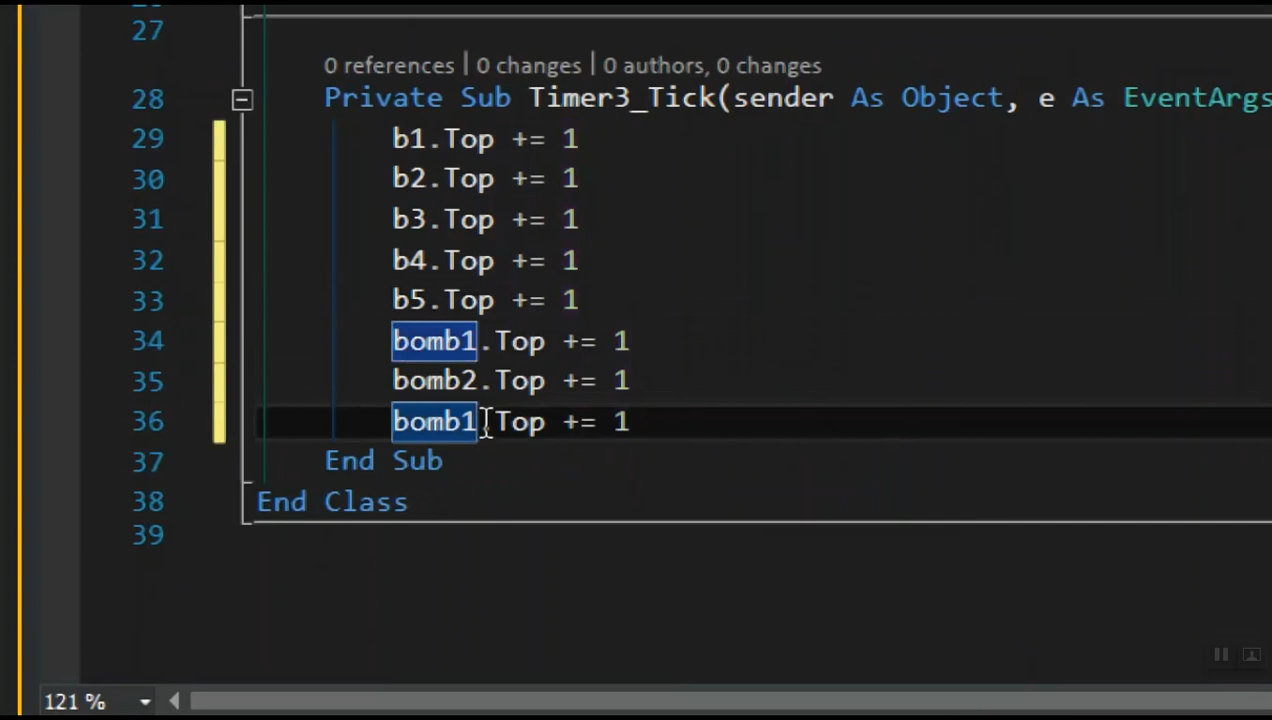 27
0 references | 0 changes | 0 authors, 0 changes
28 Private Sub Timer3_Tick(sender As Object, e As EventArgs
29 b1.Top += 1
30 b2.Top += 1
31 b3.Top += 1
32 b4.Top += 1
33 b5.Top += 1
34 bomb1.Top += 1
35 bomb2.Top += 1
36 bomb1.Top += 1
37 End Sub
38 End Class
39
121 %